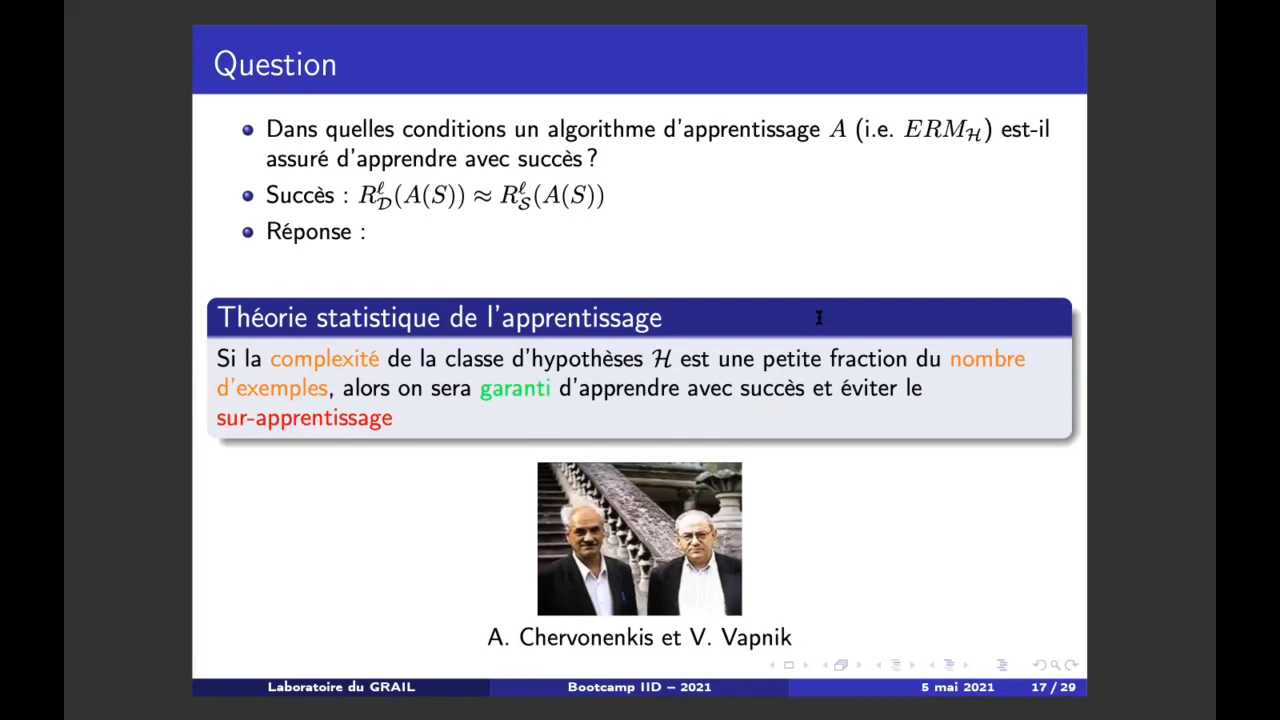 Question
Dans quelles conditions un algorithme d'apprentissage A (i.e. ERM_ℋ) est-il
assuré d'apprendre avec succès ?
Succès : R^ℓ_𝒟(A(S)) ≈ R^ℓ_𝒮(A(S))
Réponse :
Théorie statistique de l'apprentissage
Si la complexité de la classe d'hypothèses ℋ est une petite fraction du nombre
d'exemples, alors on sera garanti d'apprendre avec succès et éviter le
sur-apprentissage
A. Chervonenkis et V. Vapnik
Laboratoire du GRAIL Bootcamp IID – 2021 5 mai 2021 17 / 29